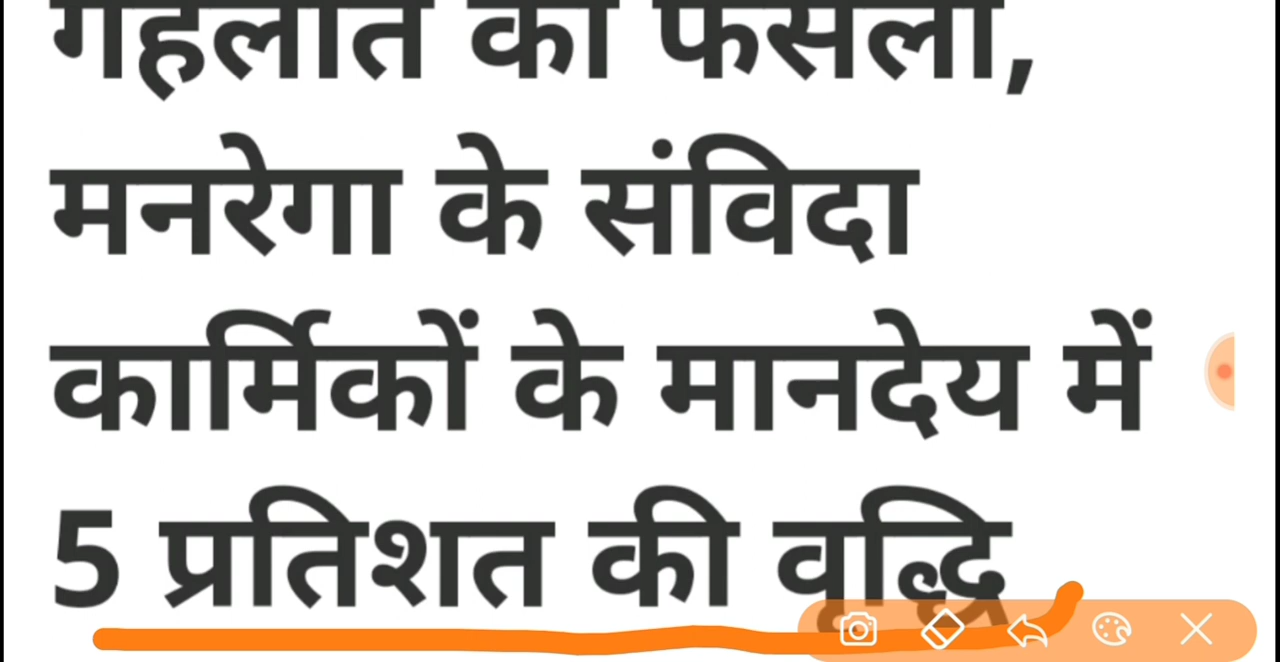 गहलोत का फैसला,
मनरेगा के संविदा
कार्मिकों के मानदेय में
5 प्रतिशत की वृद्धि